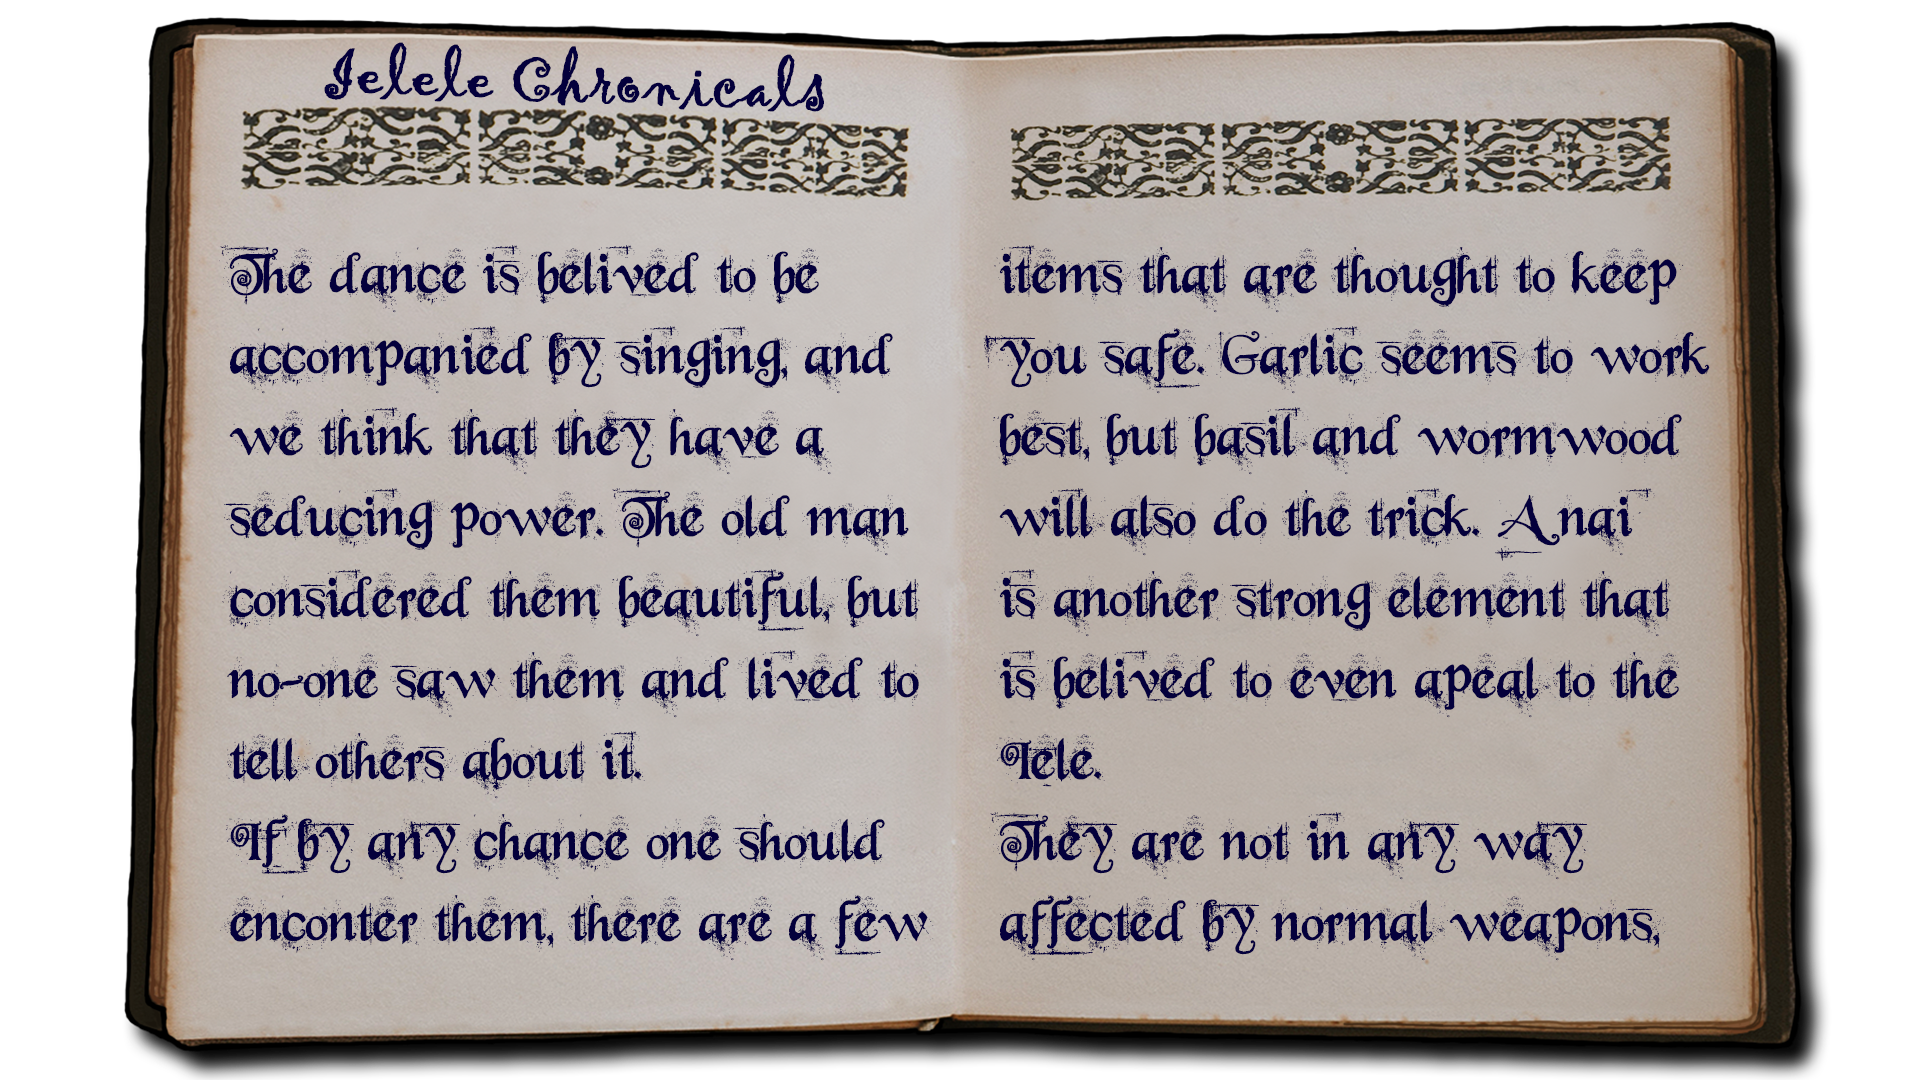 Ielele Chronicals
The dance is belived to be
accompanied by singing, and
we think that they have a
seducing power. The old man
considered them beautiful, but
no-one saw them and lived to
tell others about it.
If by any chance one should
enconter them, there are a few
items that are thought to keep
you safe. Garlic seems to work
best, but basil and wormwood
will also do the trick. A nai
is another strong element that
is belived to even apeal to the
Iele.
They are not in any way
affected by normal weapons,